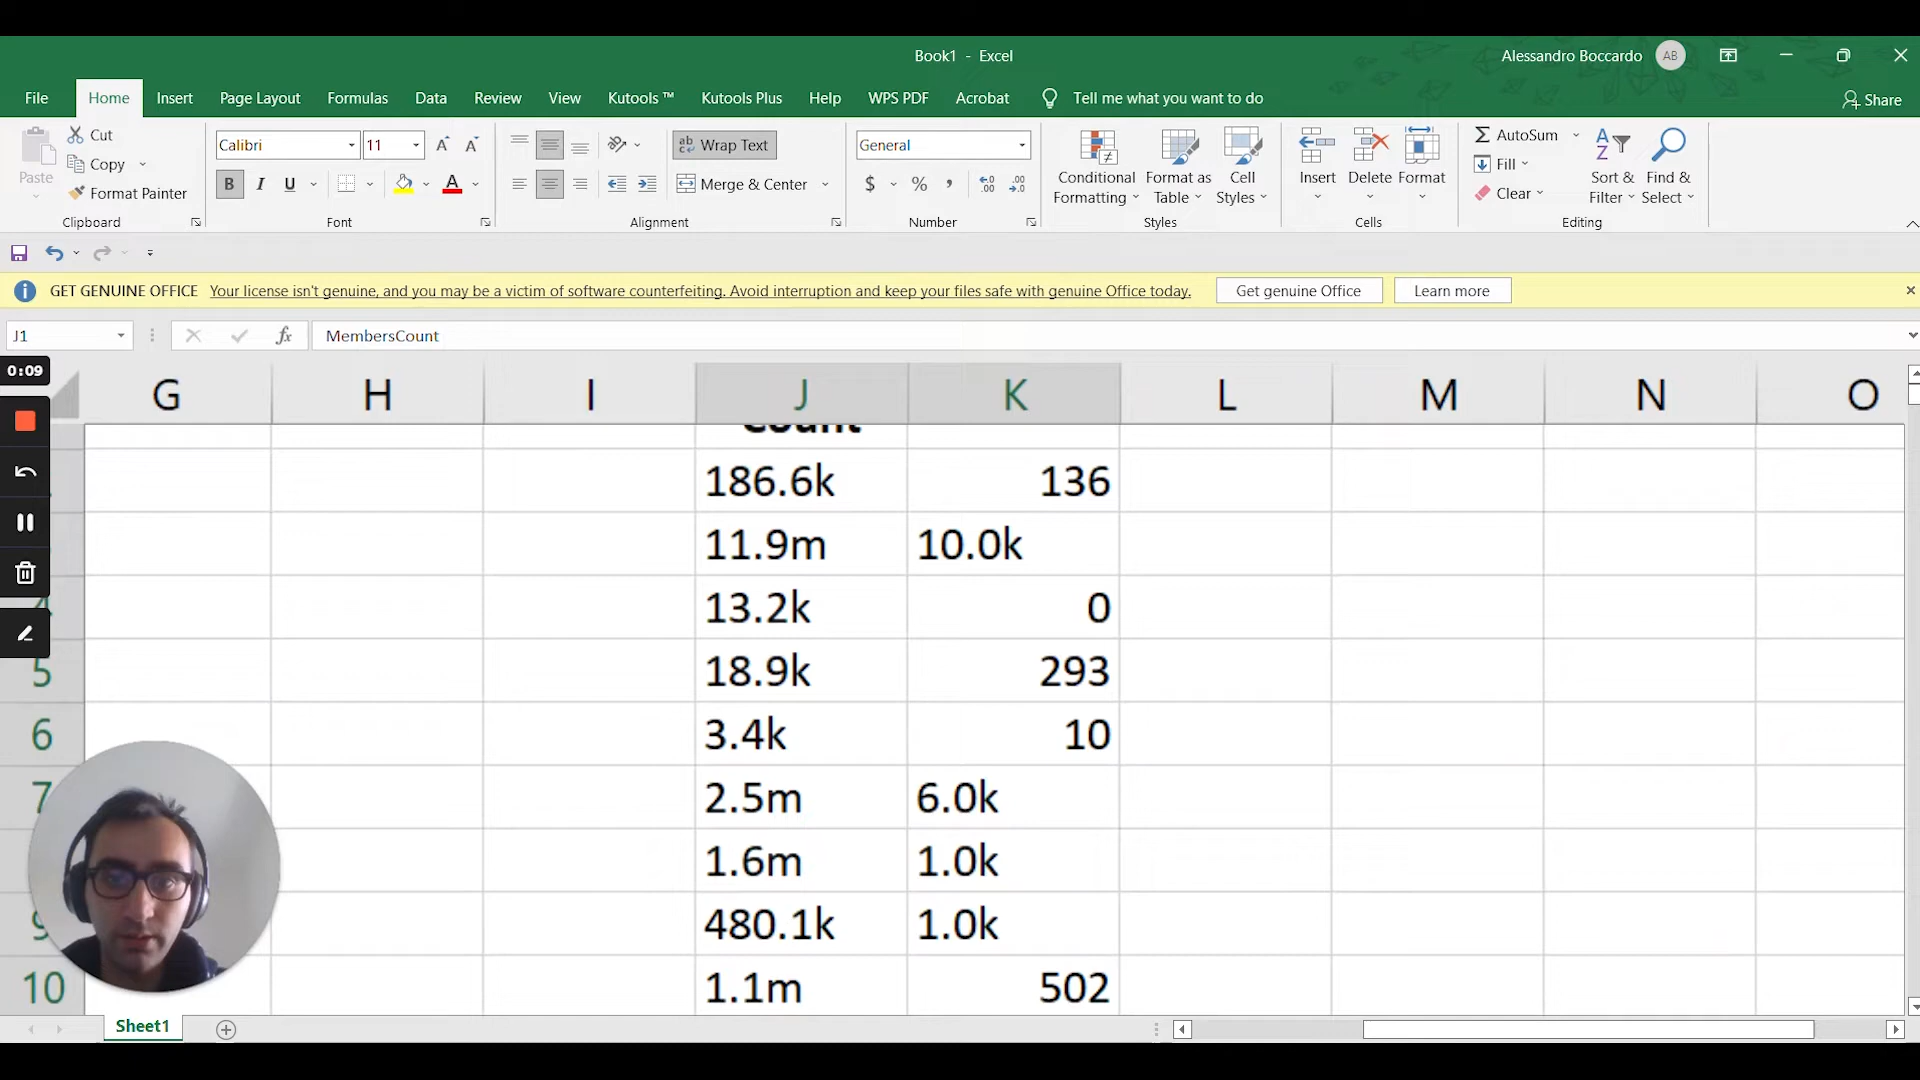 Book1 - Excel
Alessandro Boccardo
AB
File
Home
Insert
Page Layout
Formulas
Data
Review
View
Kutools ™
Kutools Plus
Help
WPS PDF
Acrobat
Tell me what you want to do
Share
Paste
Cut
Copy
Format Painter
Clipboard
Calibri
11
B I U
Font
Wrap Text
Merge & Center
Alignment
General
Number
Conditional Formatting
Format as Table
Cell Styles
Styles
Insert
Delete
Format
Cells
AutoSum
Fill
Clear
Sort & Filter
Find & Select
Editing
GET GENUINE OFFICE Your license isn't genuine, and you may be a victim of software counterfeiting. Avoid interruption and keep your files safe with genuine Office today.
Get genuine Office
Learn more
J1
fx
MembersCount
0:09
G H I J K L M N O
Count
186.6k 136
11.9m 10.0k
4 13.2k 0
5 18.9k 293
6 3.4k 10
7 2.5m 6.0k
1.6m 1.0k
9 480.1k 1.0k
10 1.1m 502
Sheet1